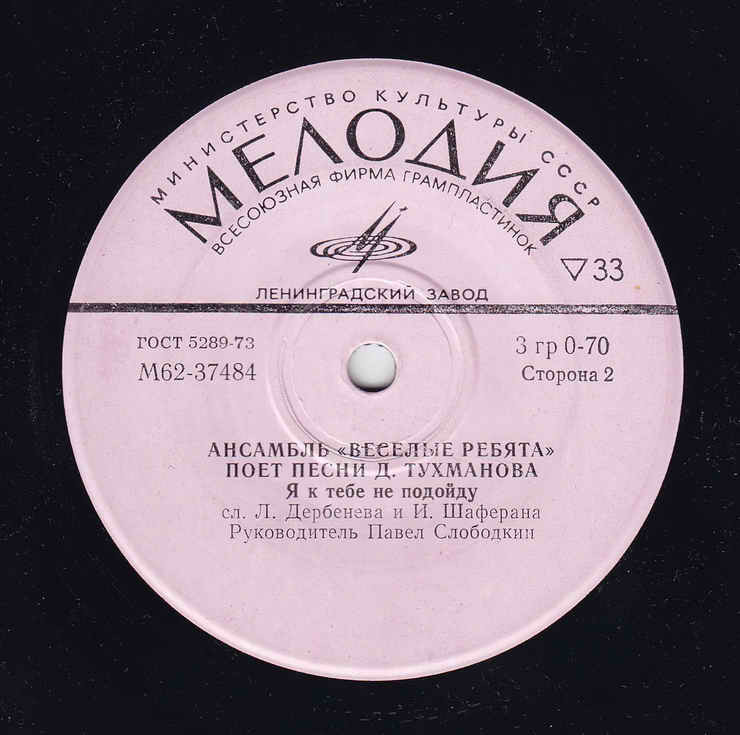 МИНИСТЕРСТВО КУЛЬТУРЫ СССР
МЕЛОДИЯ
ВСЕСОЮЗНАЯ ФИРМА ГРАМПЛАСТИНОК
▽33
ЛЕНИНГРАДСКИЙ ЗАВОД
ГОСТ 5289-73
3 гр 0-70
М62-37484
Сторона 2
АНСАМБЛЬ «ВЕСЕЛЫЕ РЕБЯТА»
ПОЕТ ПЕСНИ Д. ТУХМАНОВА
Я к тебе не подойду
сл. Л. Дербенева и И. Шаферана
Руководитель Павел Слободкин